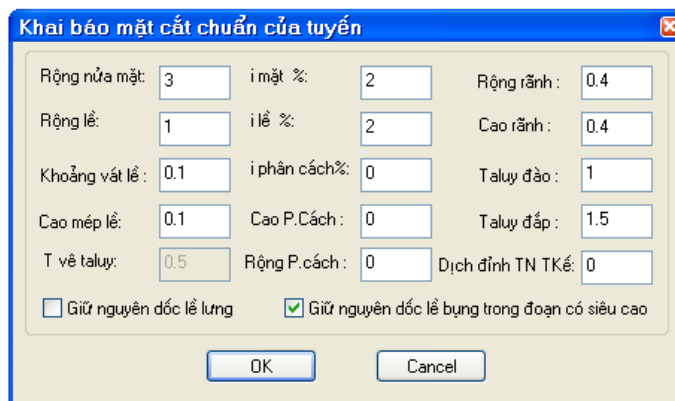 Khai báo mặt cắt chuẩn của tuyến
Rộng nửa mặt: 3 i mặt %: 2 Rộng rãnh : 0.4
Rộng lề: 1 i lề %: 2 Cao rãnh : 0.4
Khoảng vát lề : 0.1 i phân cách%: 0 Taluy đào : 1
Cao mép lề: 0.1 Cao P.Cách : 0 Taluy đắp : 1.5
T vê taluy: 0.5 Rộng P.cách : 0 Dịch đỉnh TN TKế: 0
Giữ nguyên dốc lề lưng Giữ nguyên dốc lề bụng trong đoạn có siêu cao
OK Cancel